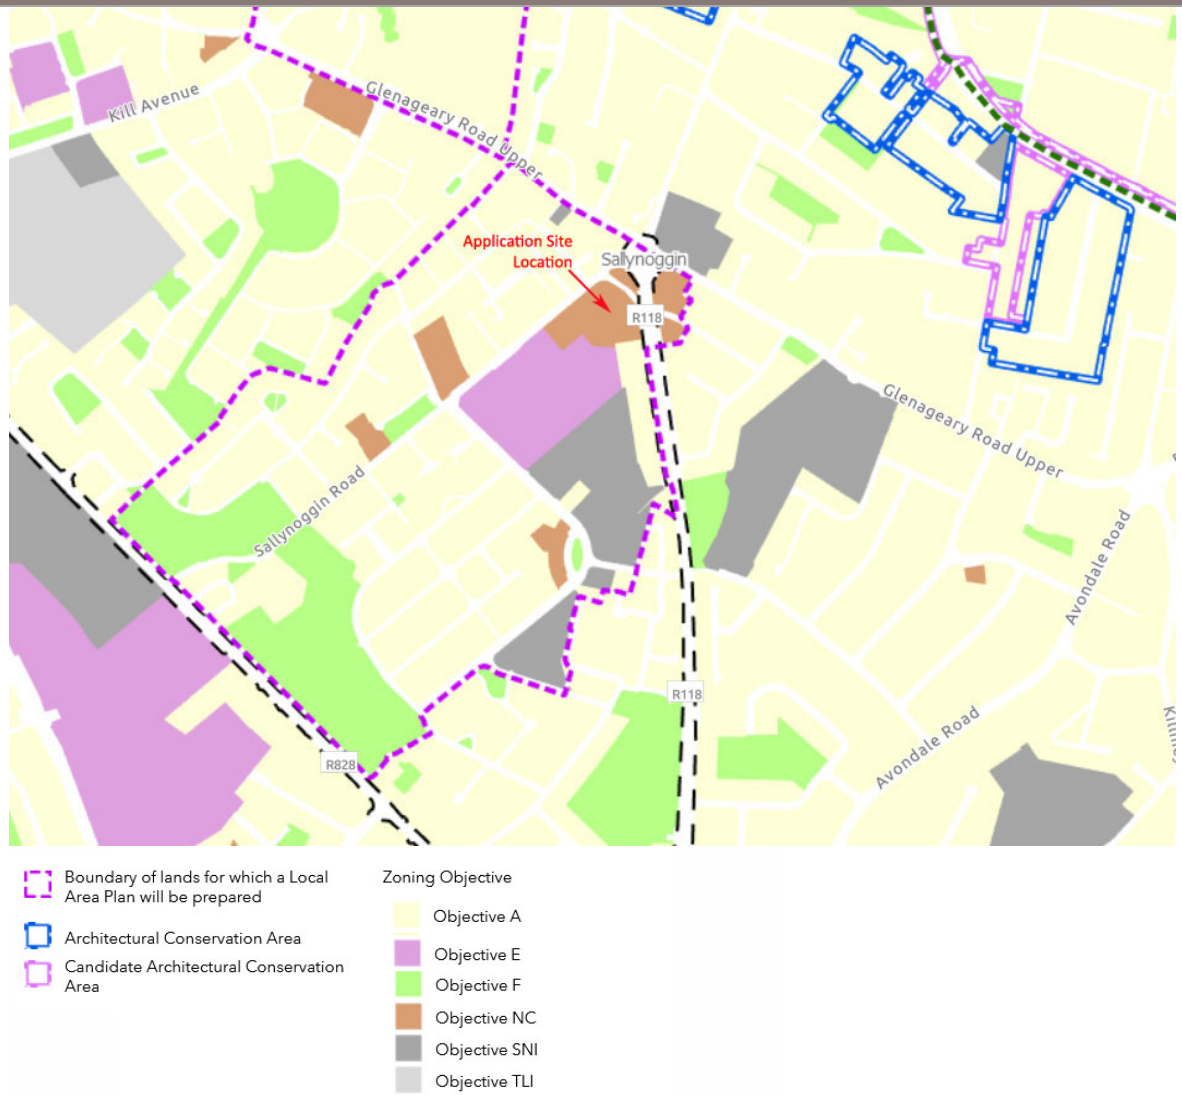 Kill Avenue
Glenageary Road Upper
Application Site
Location
Sallynoggin
R118
Glenageary Road Upper
Sallynoggin Road
Avondale Road
R118
Avondale Road
R828
Boundary of lands for which a Local
Area Plan will be prepared
Architectural Conservation Area
Candidate Architectural Conservation
Area
Zoning Objective
Objective A
Objective E
Objective F
Objective NC
Objective SNI
Objective TLI